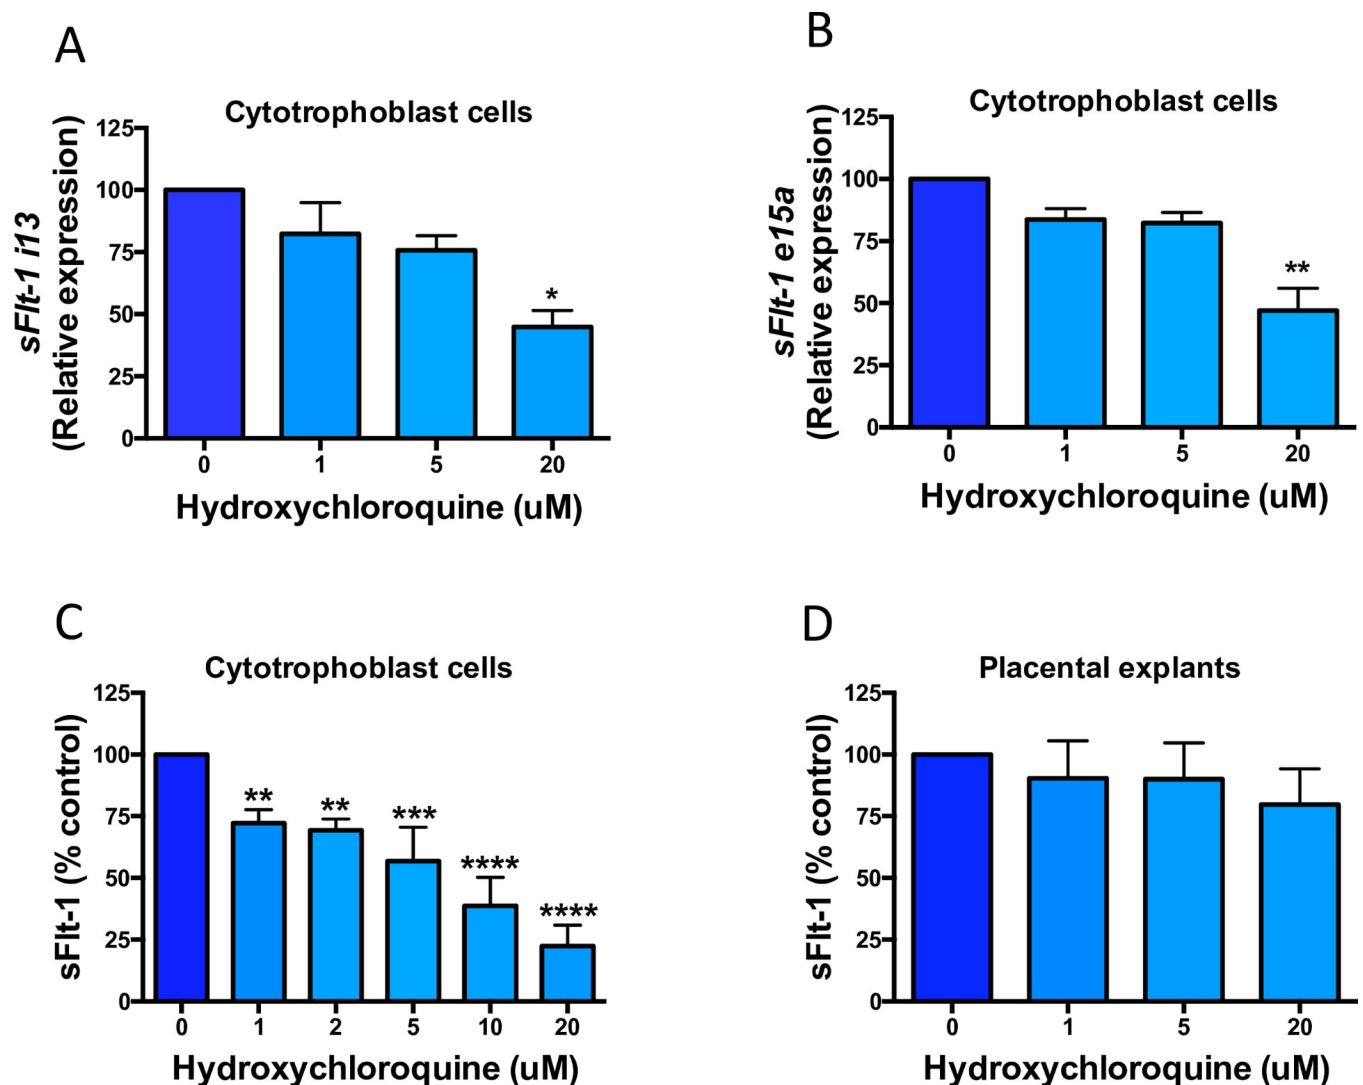 A
Cytotrophoblast cells
sFlt-1 i13
(Relative expression)
125
100
75
50
25
0
*
0 1 5 20
Hydroxychloroquine (uM)
B
Cytotrophoblast cells
sFlt-1 e15a
(Relative expression)
125
100
75
50
25
0
**
0 1 5 20
Hydroxychloroquine (uM)
C
Cytotrophoblast cells
sFlt-1 (% control)
125
100
75
50
25
0
** ** *** **** ****
0 1 2 5 10 20
Hydroxychloroquine (uM)
D
Placental explants
sFlt-1 (% control)
125
100
75
50
25
0
0 1 5 20
Hydroxychloroquine (uM)